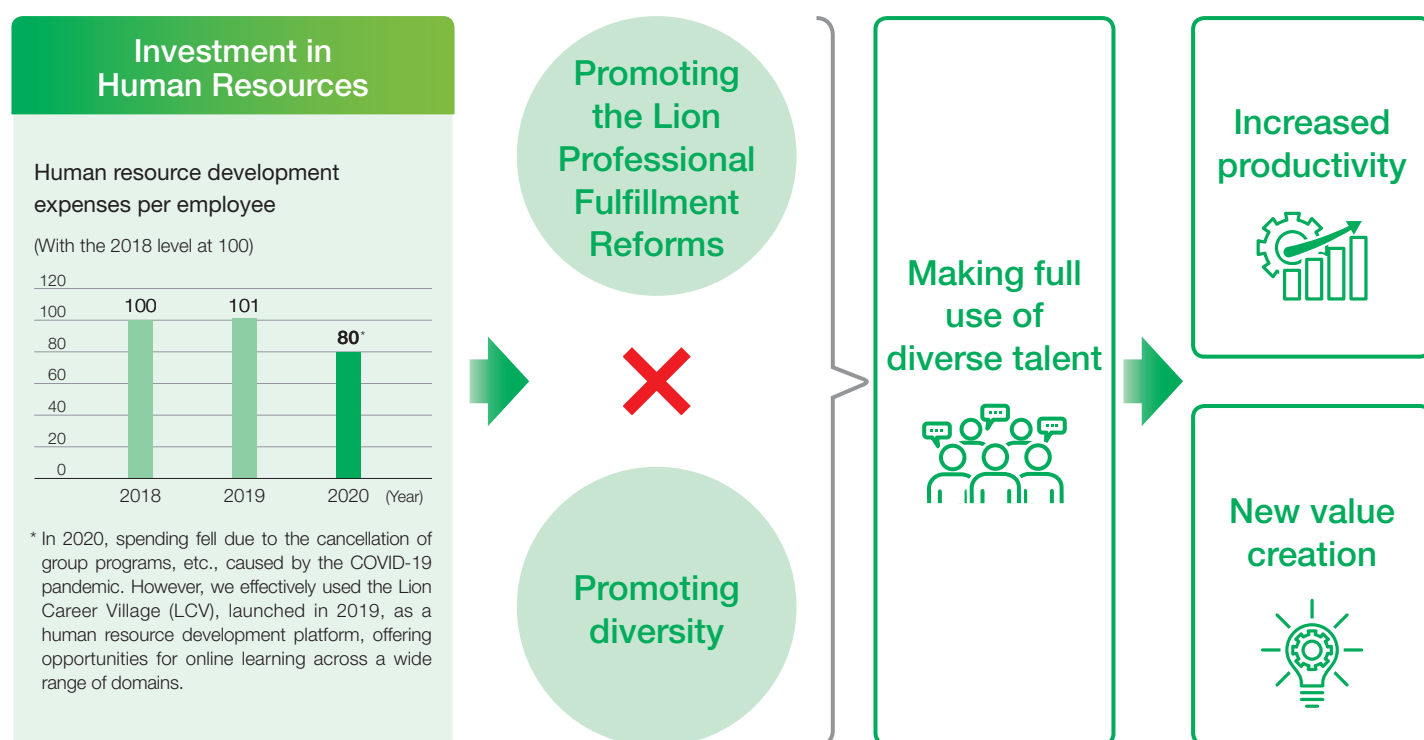 Investment in
Human Resources
Human resource development
expenses per employee
(With the 2018 level at 100)
120
100
80
60
40
20
0
100
101
80*
2018
2019
2020
(Year)
* In 2020, spending fell due to the cancellation of
group programs, etc., caused by the COVID-19
pandemic. However, we effectively used the Lion
Career Village (LCV), launched in 2019, as a
human resource development platform, offering
opportunities for online learning across a wide
range of domains.
Promoting
the Lion
Professional
Fulfillment
Reforms
Promoting
diversity
Making full
use of
diverse talent
Increased
productivity
New value
creation